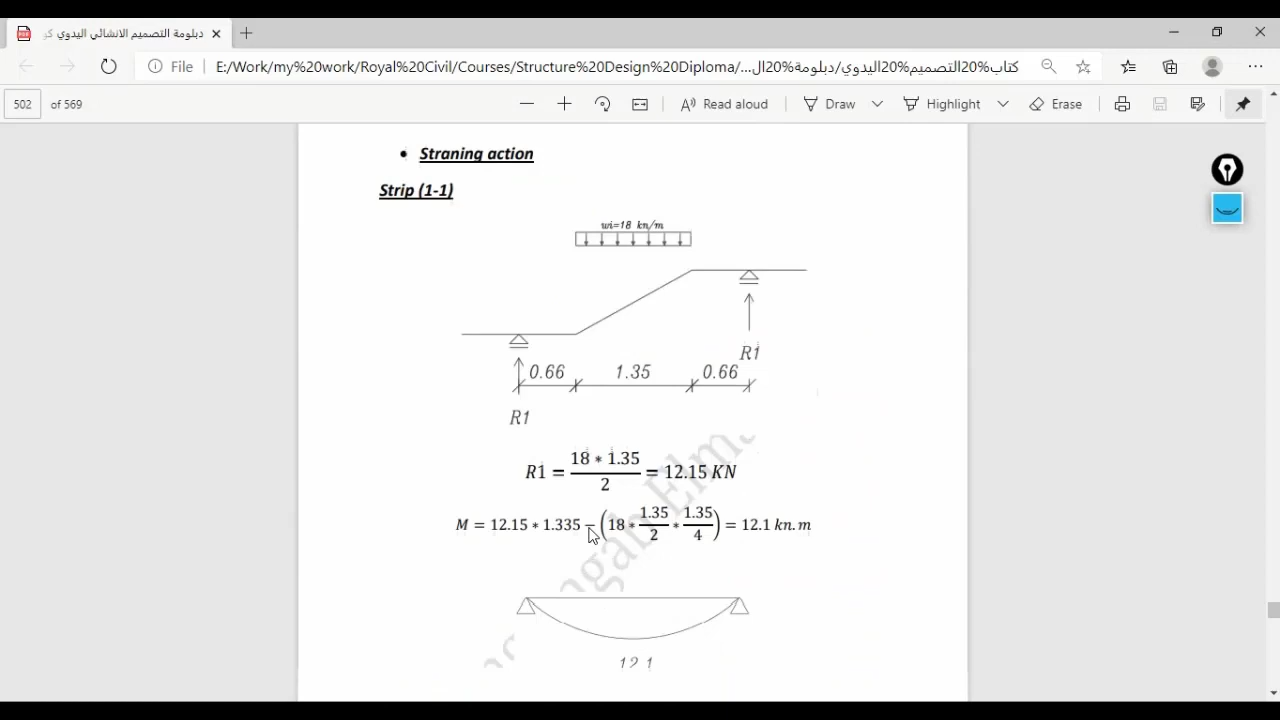 دبلومة التصميم الانشائي اليدوي كر
File
E:/Work/my%20work/Royal%20Civil/Courses/Structure%20Design%20Diploma/...كتاب%20التصميم%20اليدوي/دبلومة%20ال
502 of 569
Read aloud
Draw
Highlight
Erase
• Straning action
Strip (1-1)
wi=18 kn/m
R1
0.66 1.35 0.66
R1
R1 = 18 * 1.35 / 2 = 12.15 KN
M = 12.15 * 1.335 − (18 * 1.35/2 * 1.35/4) = 12.1 kn.m
12.1